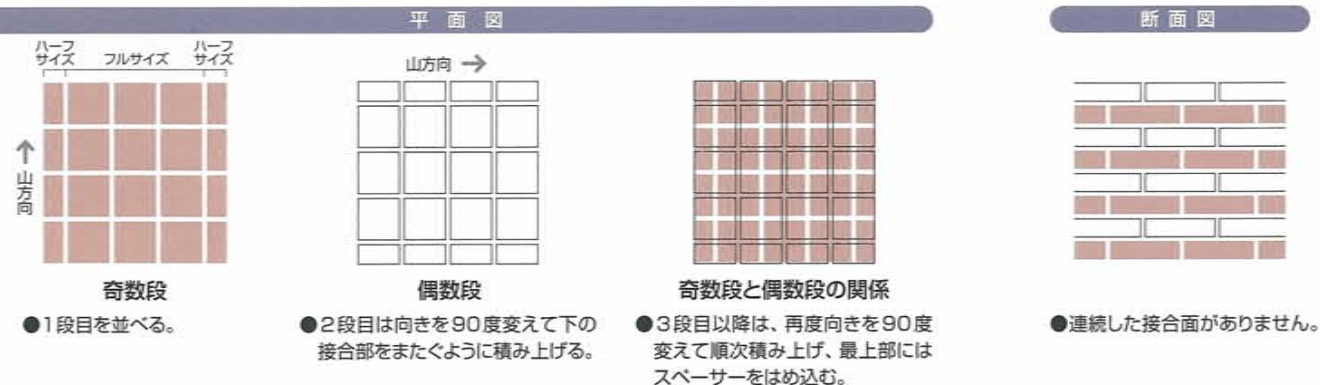 平面図
断面図
ハーフ
サイズ
フルサイズ
ハーフ
サイズ
山方向
山方向
奇数段
●1段目を並べる。
偶数段
●2段目は向きを90度変えて下の
接合部をまたぐように積み上げる。
奇数段と偶数段の関係
●3段目以降は、再度向きを90度
変えて順次積み上げ、最上部には
スペーサーをはめ込む。
●連続した接合面がありません。